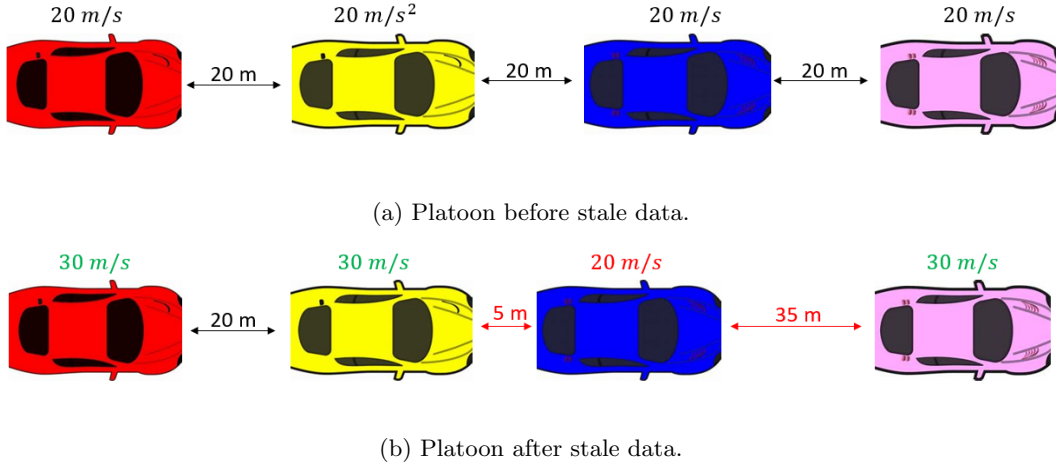 20 m/s 20 m/s² 20 m/s 20 m/s
20 m 20 m 20 m
(a) Platoon before stale data.
30 m/s 30 m/s 20 m/s 30 m/s
20 m 5 m 35 m
(b) Platoon after stale data.